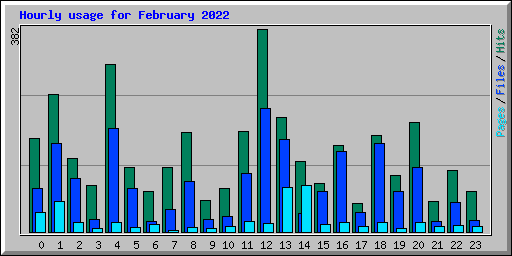 Hourly usage for February 2022
382
Pages / Files / Hits
0 1 2 3 4 5 6 7 8 9 10 11 12 13 14 15 16 17 18 19 20 21 22 23